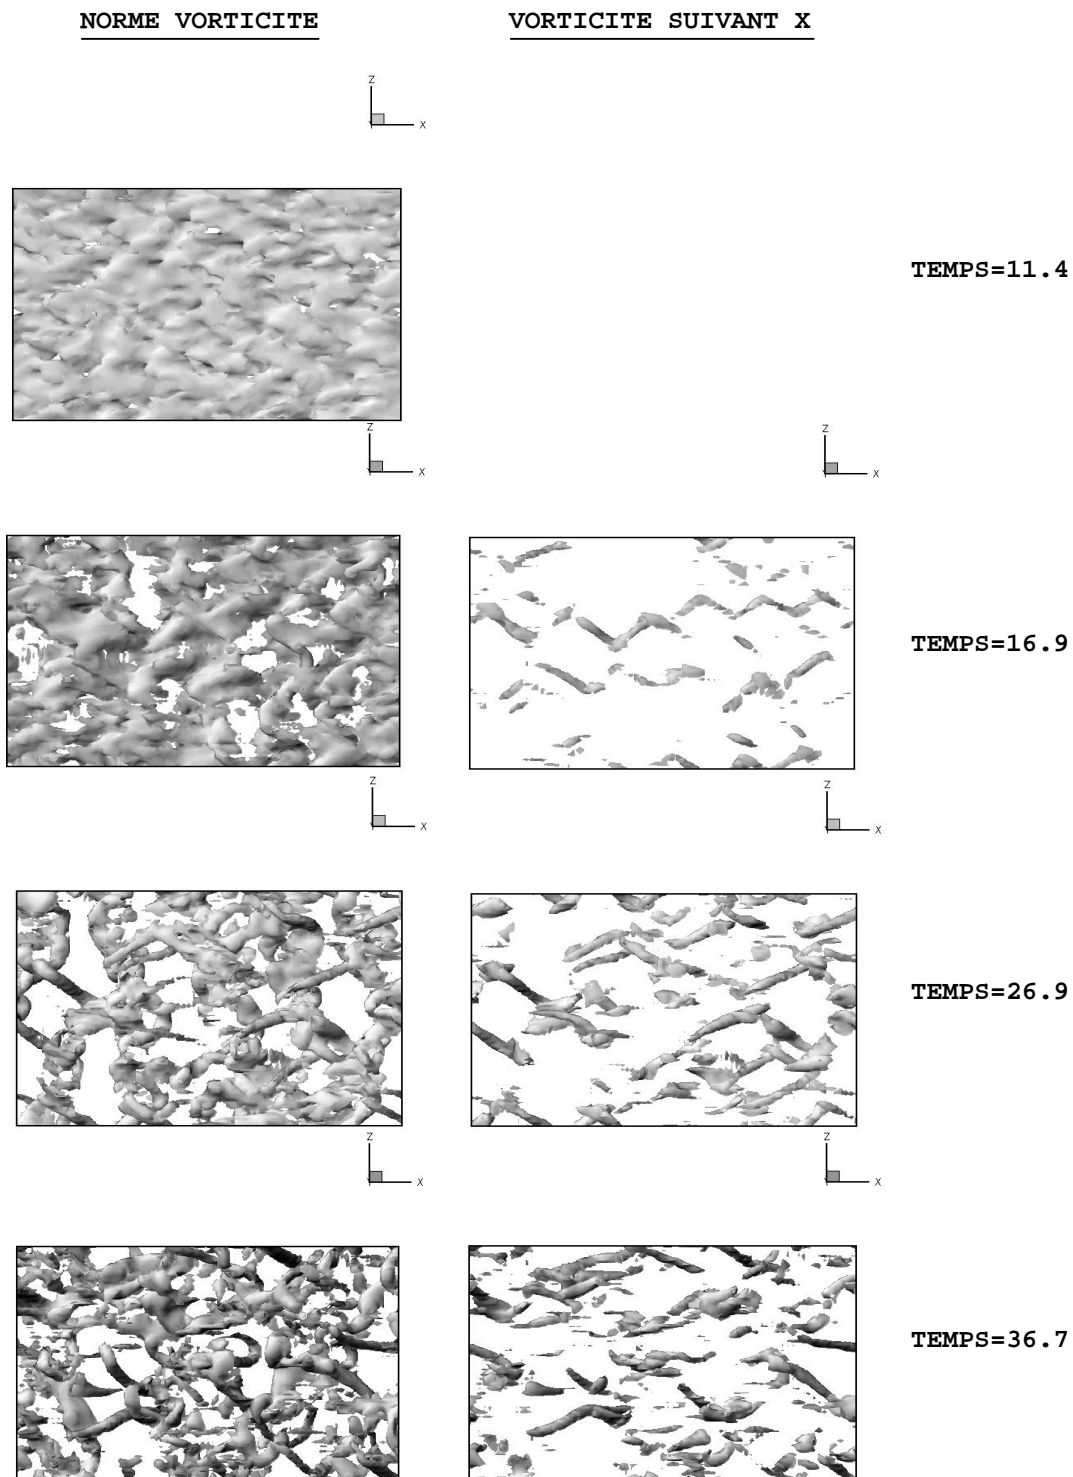 NORME VORTICITE
VORTICITE SUIVANT X
Z
X
TEMPS=11.4
Z
X
Z
X
TEMPS=16.9
Z
X
Z
X
TEMPS=26.9
Z
X
Z
X
TEMPS=36.7